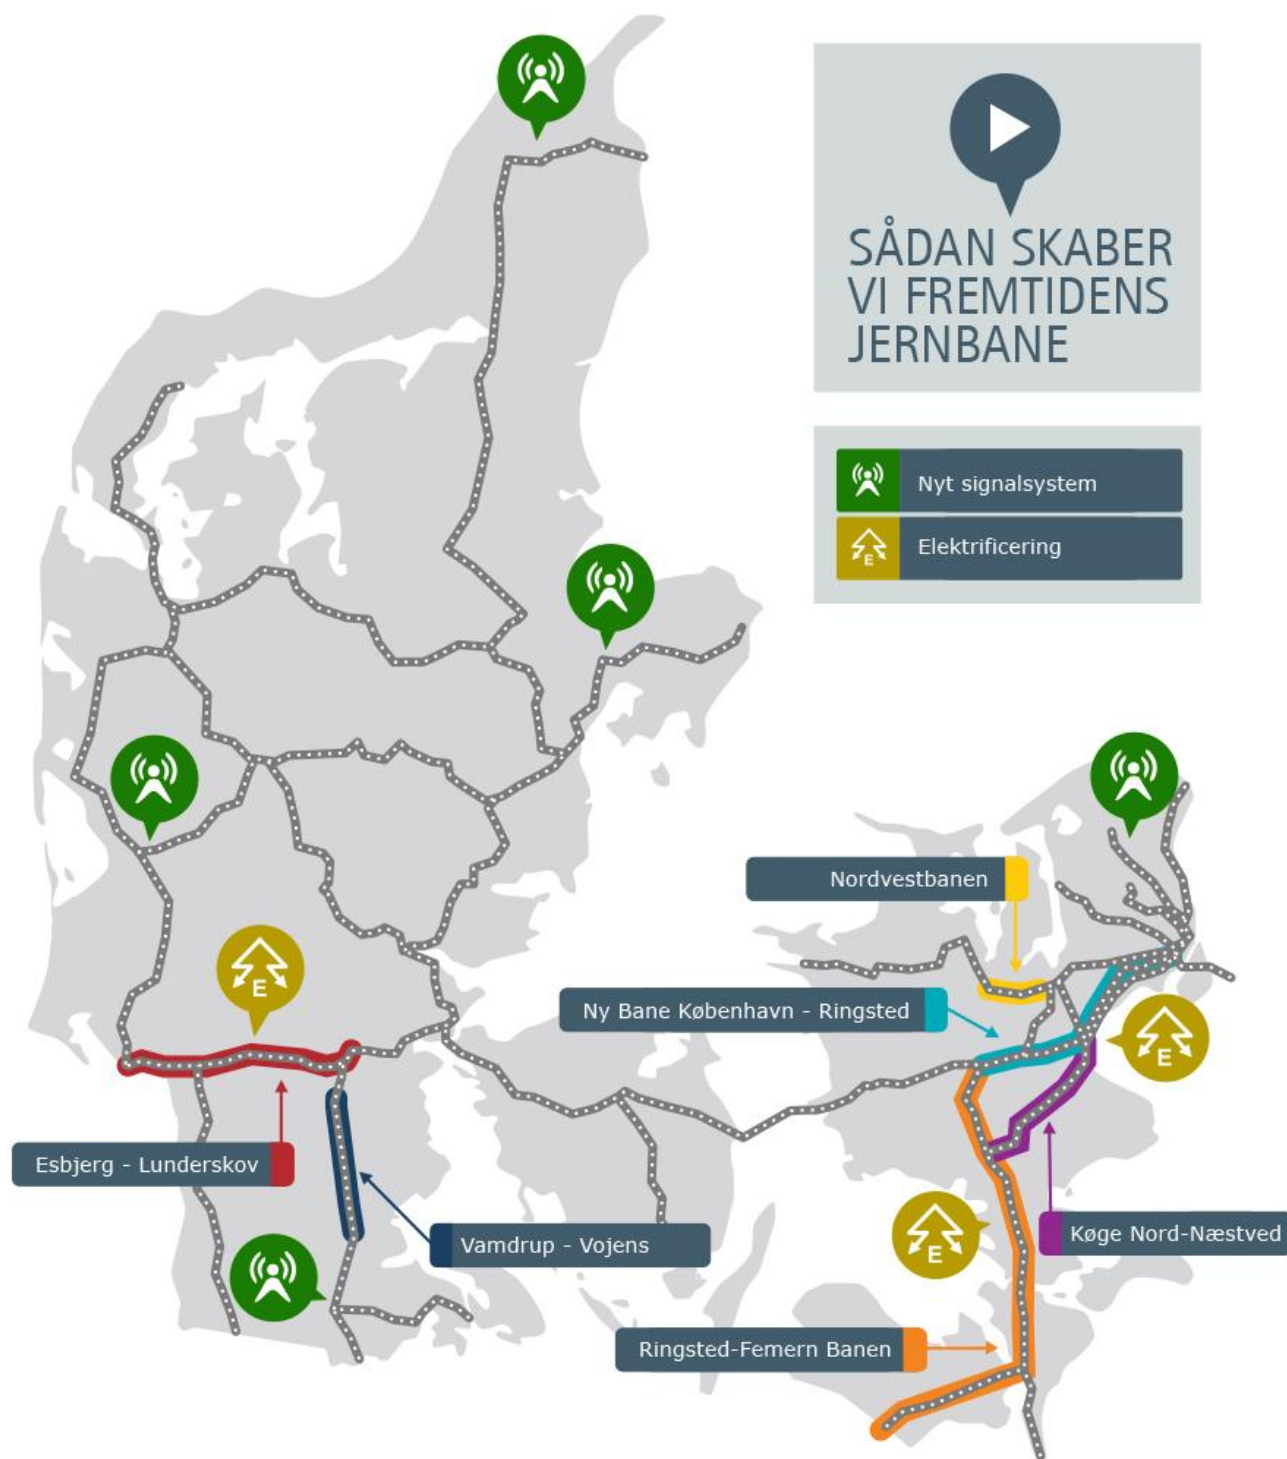 SÅDAN SKABER
VI FREMTIDENS
JERNBANE
Nyt signalsystem
E
Elektrificering
Nordvestbanen
Ny Bane København - Ringsted
E
E
Esbjerg - Lunderskov
Vamdrup - Vojens
E
Køge Nord-Næstved
Ringsted-Femern Banen